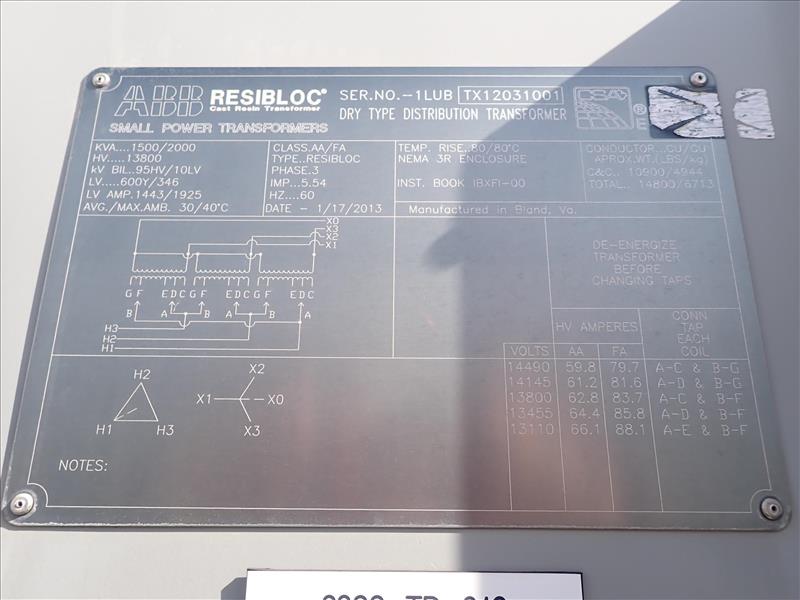 ABB RESIBLOC® SER.NO.-1LUB TX12031001 CSA ®
Cast Resin Transformer
SMALL POWER TRANSFORMERS DRY TYPE DISTRIBUTION TRANSFORMER
KVA....1500/2000 CLASS..AA/FA TEMP. RISE..80/80°C CONDUCTOR...CU/CU
HV....13800 TYPE..RESIBLOC NEMA 3R ENCLOSURE APPROX.WT.(LBS/kg)
kV BIL..95HV/10LV PHASE.3 C&C.. 10900/4944
LV.....600Y/346 IMP...5.54 INST. BOOK IBXFI-00 TOTAL.. 14800/6713
LV AMP.1443/1925 HZ....60
AVG./MAX.AMB. 30/40°C DATE - 1/17/2013 Manufactured in Bland, Va.
X0
X3
X2
X1
G F E D C G F E D C G F E D C
B A B A B A
H3
H2
H1
DE-ENERGIZE
TRANSFORMER
BEFORE
CHANGING TAPS
HV AMPERES CONN
TAP
EACH
VOLTS AA FA COIL
14490 59.8 79.7 A-C & B-G
14145 61.2 81.6 A-D & B-G
13800 62.8 83.7 A-C & B-F
13455 64.4 85.8 A-D & B-F
13110 66.1 88.1 A-E & B-F
H2
H1 H3
X2
X1 X0
X3
NOTES: